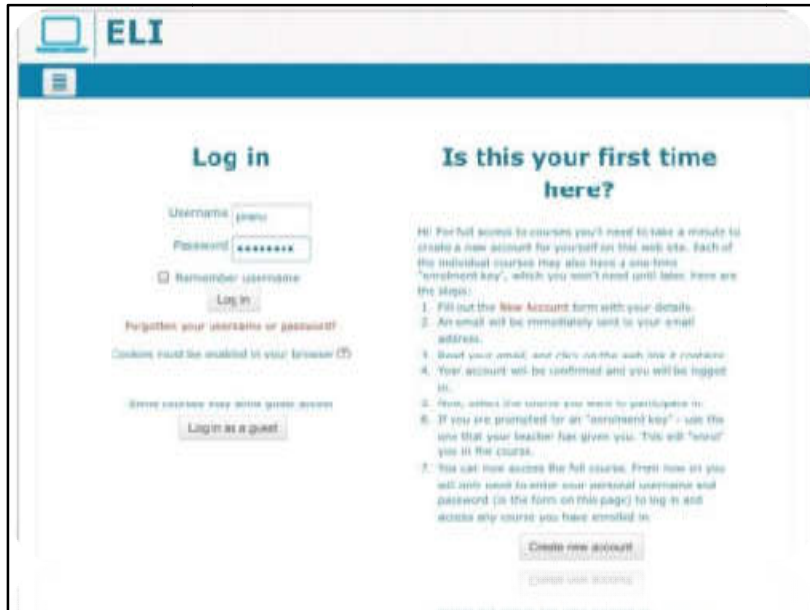 ELI
Log in
Username
Password ••••••••
Remember username
Log in
Forgotten your username or password?
Cookies must be enabled in your browser (?)
Some courses may allow guest access
Log in as a guest
Is this your first time
here?
Hi! For full access to courses you'll need to take a minute to
create a new account for yourself on this web site. Each of
the individual courses may also have a one-time
"enrolment key", which you won't need until later. Here are
the steps:
1. Fill out the New Account form with your details.
2. An email will be immediately sent to your email
address.
3. Read your email, and click on the web link it contains.
4. Your account will be confirmed and you will be logged
in.
5. Now, select the course you want to participate in.
6. If you are prompted for an "enrolment key" - use the
one that your teacher has given you. This will "enrol"
you in the course.
7. You can now access the full course. From now on you
will only need to enter your personal username and
password (in the form on this page) to log in and
access any course you have enrolled in.
Create new account
Create new account